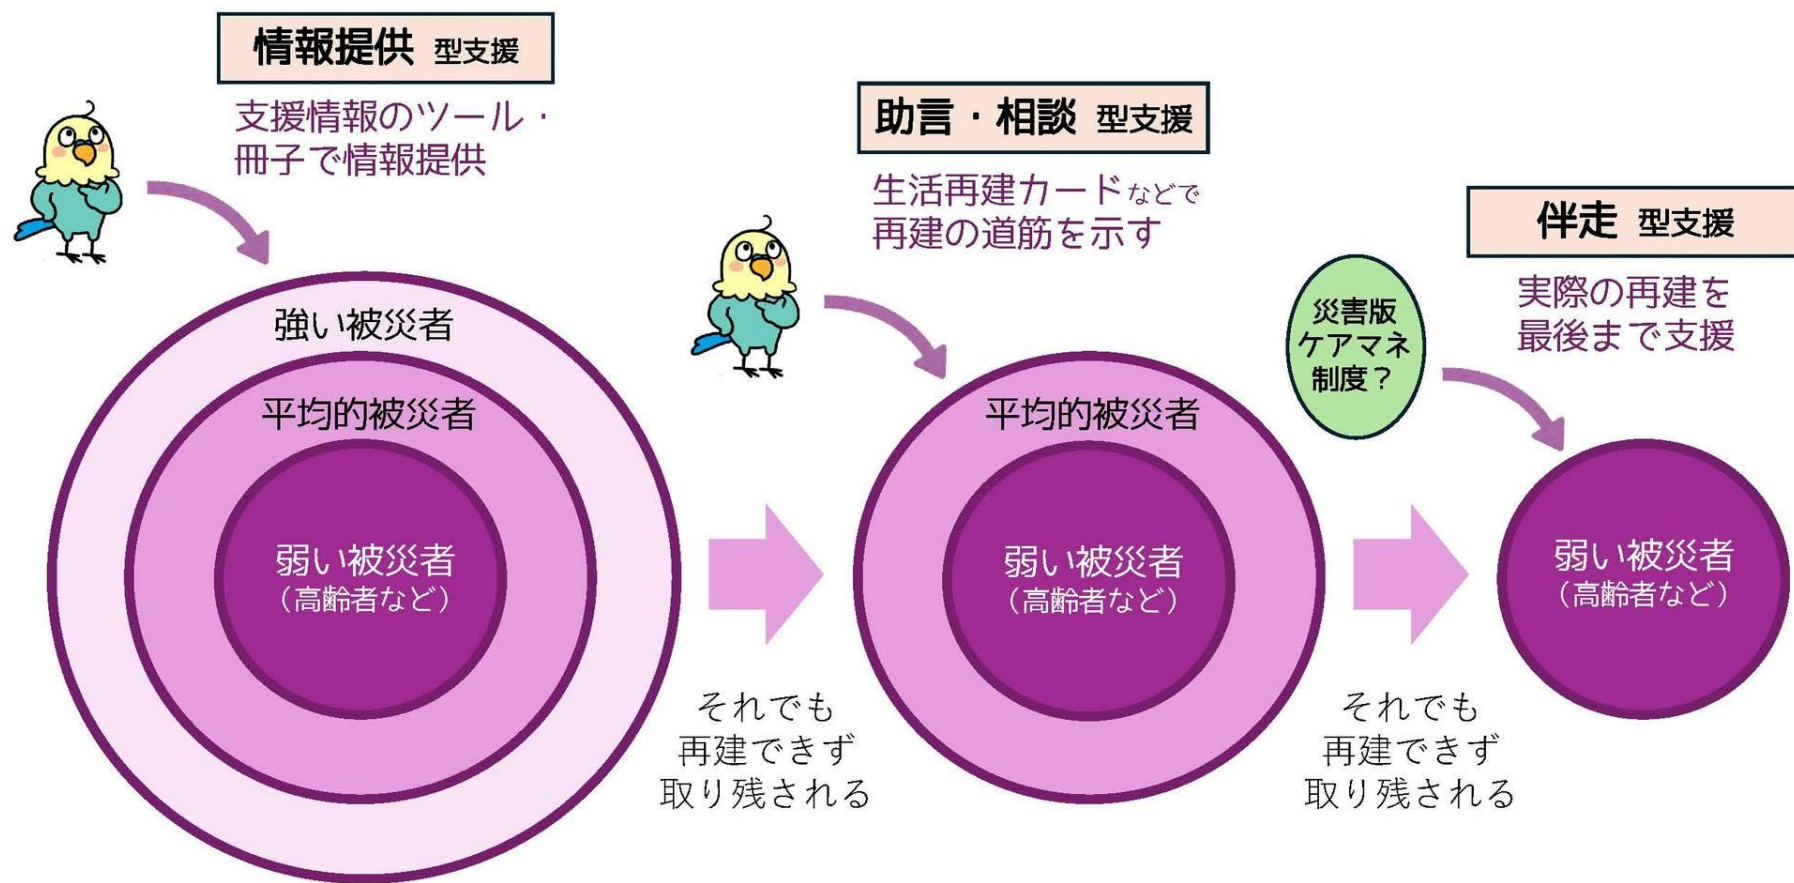 情報提供 型支援
支援情報のツール・
冊子で情報提供
強い被災者
平均的被災者
弱い被災者
（高齢者など）
それでも
再建できず
取り残される
助言・相談 型支援
生活再建カードなどで
再建の道筋を示す
平均的被災者
弱い被災者
（高齢者など）
それでも
再建できず
取り残される
伴走 型支援
実際の再建を
最後まで支援
災害版
ケアマネ
制度？
弱い被災者
（高齢者など）